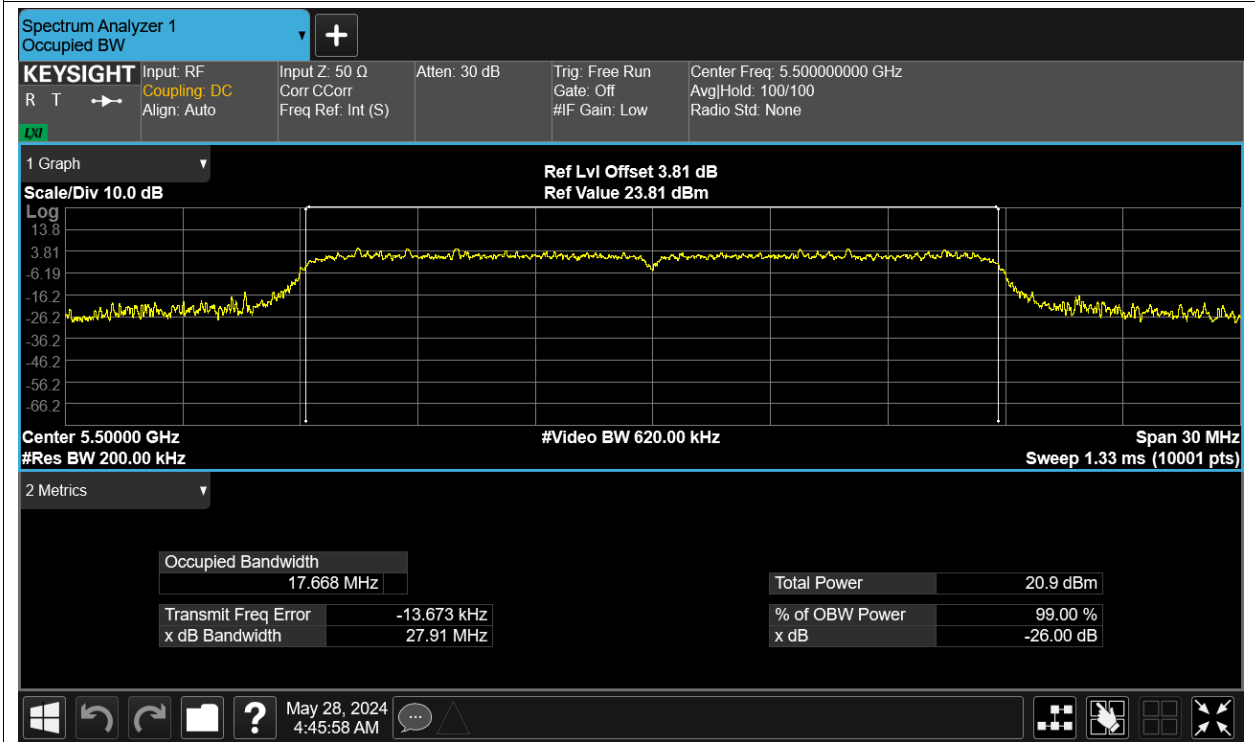 Spectrum Analyzer 1
Occupied BW
KEYSIGHT
R T
LXI
Input: RF
Coupling: DC
Align: Auto
Input Z: 50 Ω
Corr CCorr
Freq Ref: Int (S)
Atten: 30 dB
Trig: Free Run
Gate: Off
#IF Gain: Low
Center Freq: 5.500000000 GHz
Avg|Hold: 100/100
Radio Std: None
1 Graph
Scale/Div 10.0 dB
Ref Lvl Offset 3.81 dB
Ref Value 23.81 dBm
Log
13.8
3.81
-6.19
-16.2
-26.2
-36.2
-46.2
-56.2
-66.2
Center 5.50000 GHz
#Res BW 200.00 kHz
#Video BW 620.00 kHz
Span 30 MHz
Sweep 1.33 ms (10001 pts)
2 Metrics
Occupied Bandwidth
17.668 MHz
Transmit Freq Error -13.673 kHz
x dB Bandwidth 27.91 MHz
Total Power 20.9 dBm
% of OBW Power 99.00 %
x dB -26.00 dB
?
May 28, 2024
4:45:58 AM